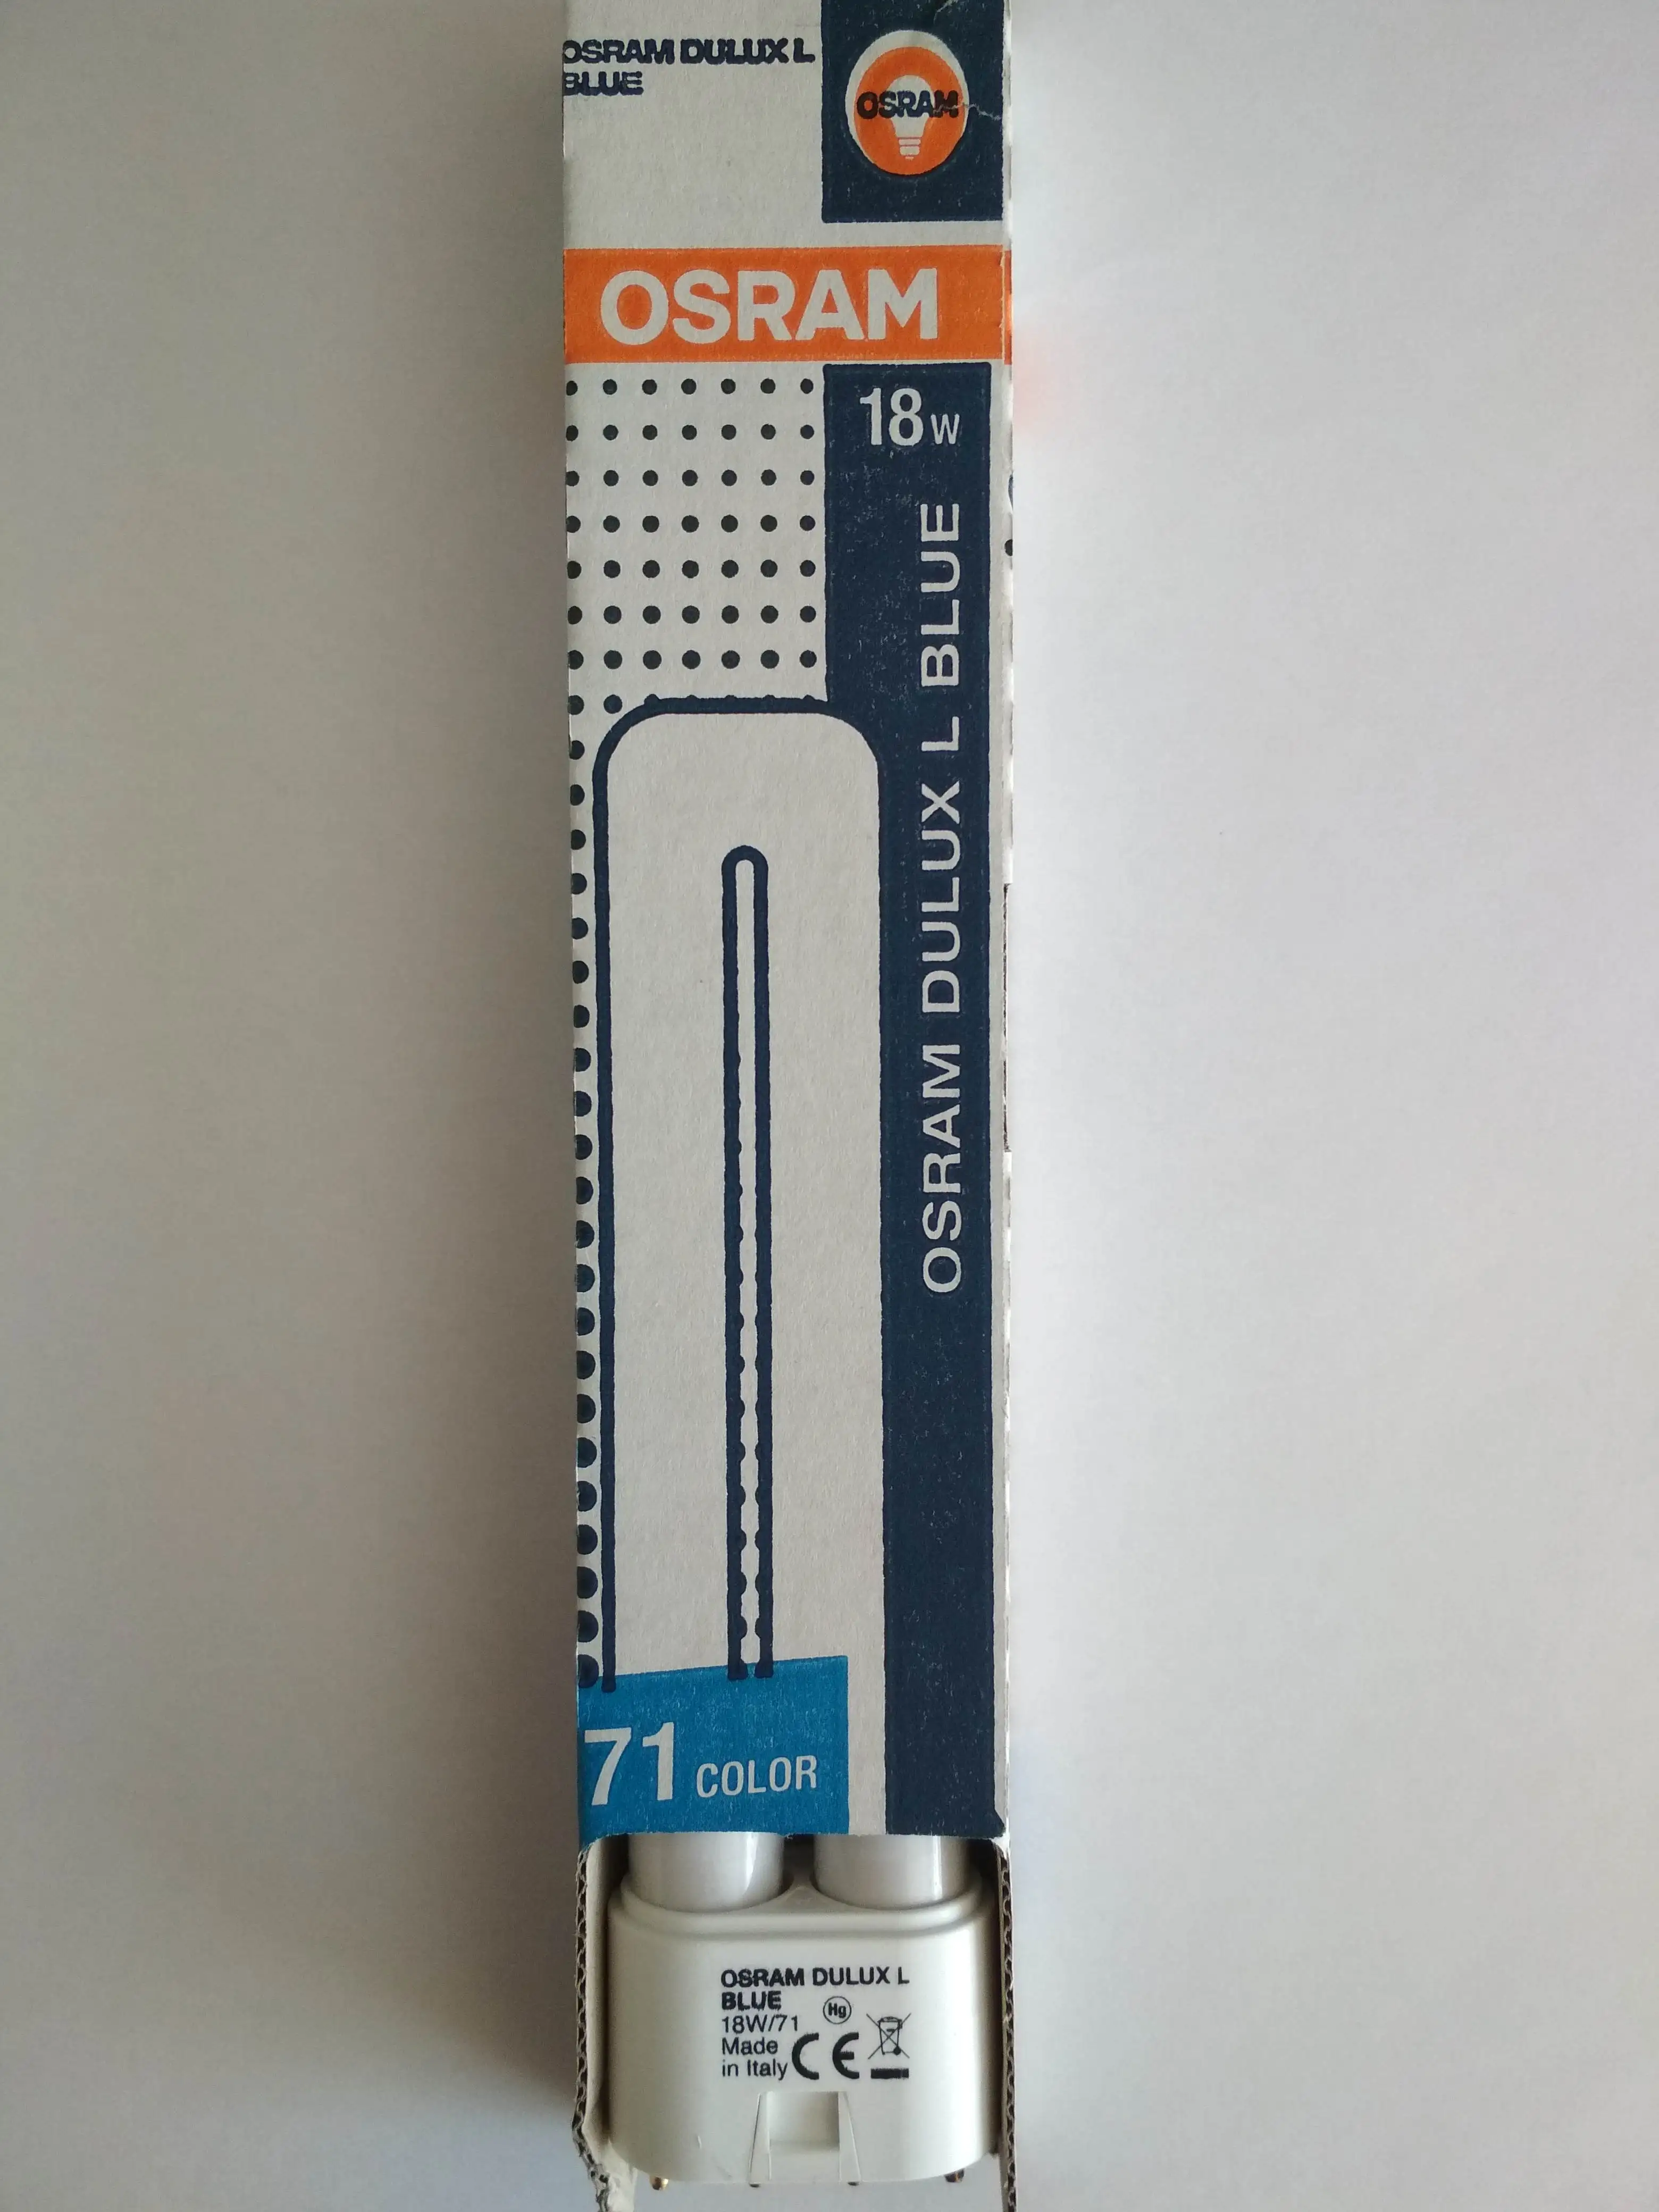 OSRAM DULUX L
BLUE
OSRAM
OSRAM
18W
OSRAM DULUX L BLUE
71 COLOR
OSRAM DULUX L
BLUE
Hg
18W/71
Made
in Italy
CE